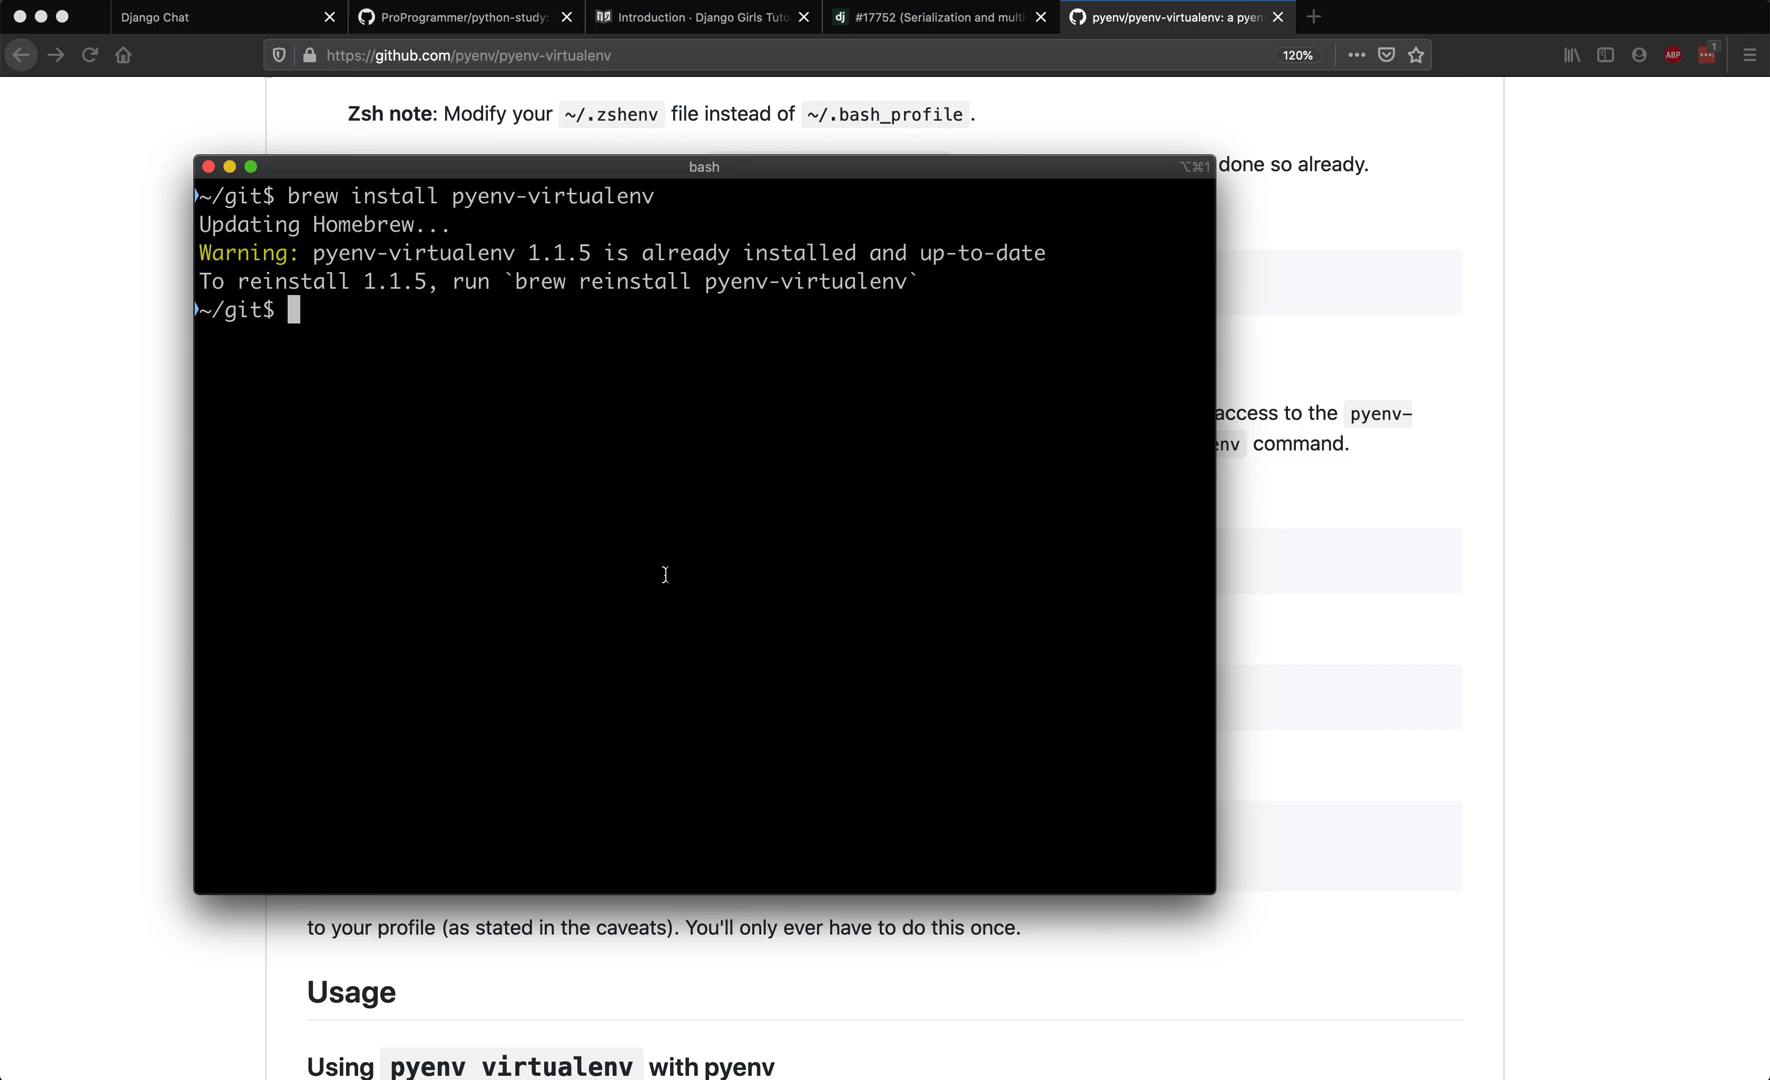 Django Chat
ProProgrammer/python-study:
Introduction · Django Girls Tuto
#17752 (Serialization and multi-
pyenv/pyenv-virtualenv: a pyen
https://github.com/pyenv/pyenv-virtualenv
120%
ABP
1
Zsh note: Modify your ~/.zshenv file instead of ~/.bash_profile .
done so already.
bash
⌥⌘1
~/git$ brew install pyenv-virtualenv
Updating Homebrew...
Warning: pyenv-virtualenv 1.1.5 is already installed and up-to-date
To reinstall 1.1.5, run `brew reinstall pyenv-virtualenv`
~/git$
access to the pyenv-
env command.
to your profile (as stated in the caveats). You'll only ever have to do this once.
Usage
Using pyenv virtualenv with pyenv